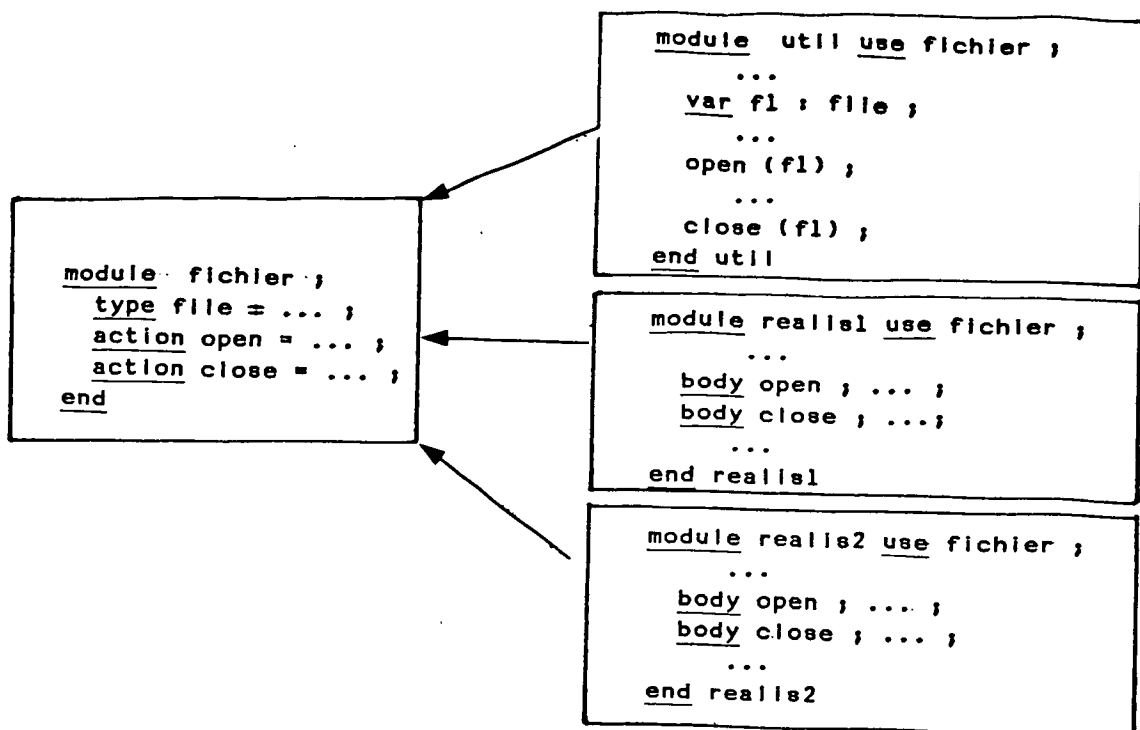 module fichier ;
type file = ... ;
action open = ... ;
action close = ... ;
end
module util use fichier ;
...
var f1 : file ;
...
open (f1) ;
...
close (f1) ;
end util
module realis1 use fichier ;
...
body open ; ... ;
body close ; ...;
...
end realis1
module realis2 use fichier ;
...
body open ; ... ;
body close ; ... ;
...
end realis2